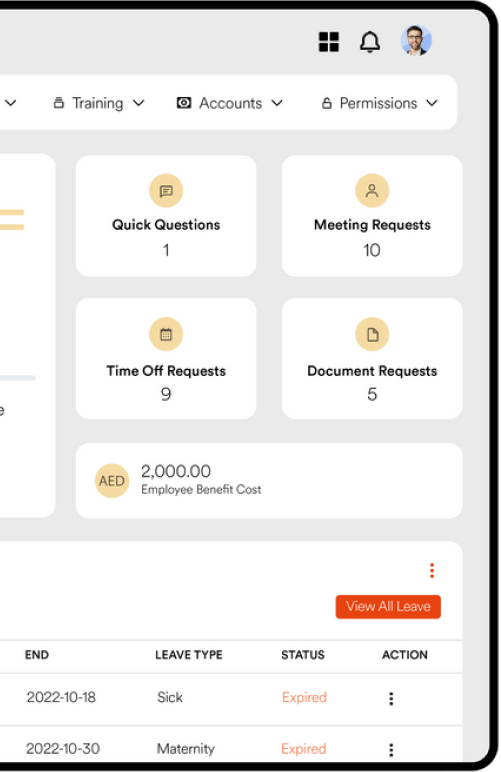 Training
Accounts
Permissions
Quick Questions
1
Meeting Requests
10
Time Off Requests
9
Document Requests
5
e
AED
2,000.00
Employee Benefit Cost
View All Leave
END LEAVE TYPE STATUS ACTION
2022-10-18 Sick Expired
2022-10-30 Maternity Expired